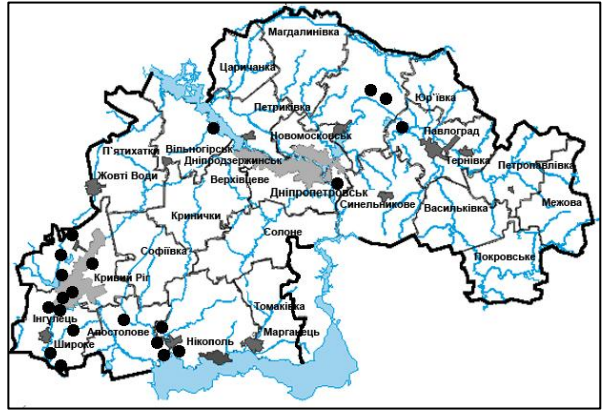 Магдалинівка
Царичанка
Петриківка
Юр'ївка
Новомосковськ
Павлоград
П'ятихатки
Вільногірськ
Дніпродзержинськ
Тернівка
Петропавлівка
Жовті Води
Верхівцеве
Дніпропетровськ
Синельникове
Васильківка
Межова
Кринички
Солоне
Софіївка
Покровське
Кривий Ріг
Томаківка
Інгулець
Апостолове
Широке
Нікополь
Марганець